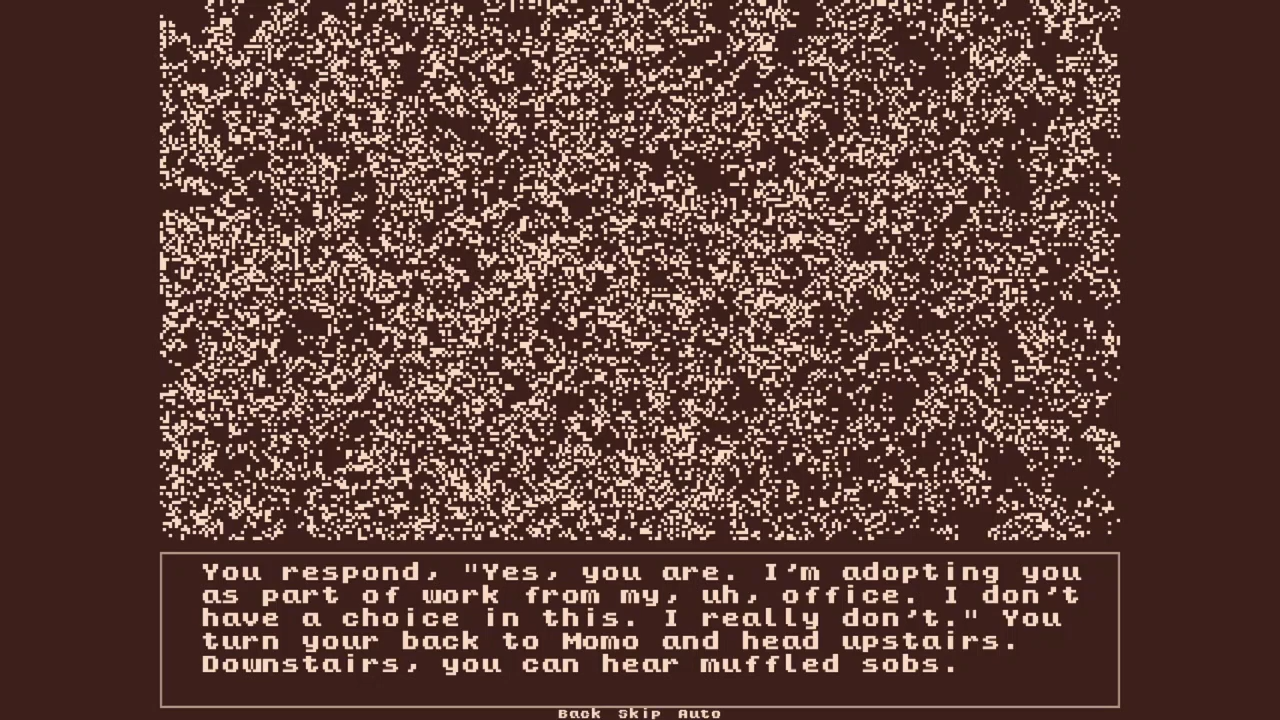 You respond, "Yes, you are. I'm adopting you
as part of work from my, uh, office. I don't
have a choice in this. I really don't." You
turn your back to Momo and head upstairs.
Downstairs, you can hear muffled sobs.
Back Skip Auto